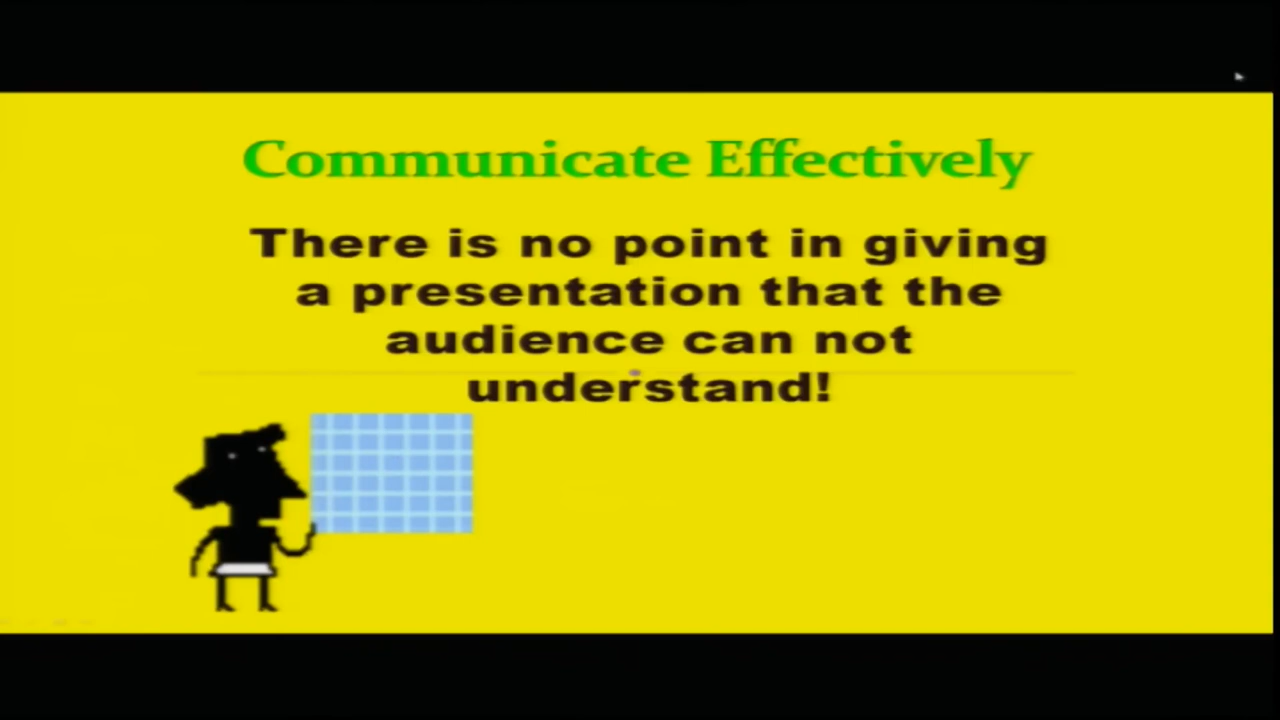 Communicate Effectively
There is no point in giving
a presentation that the
audience can not
understand!